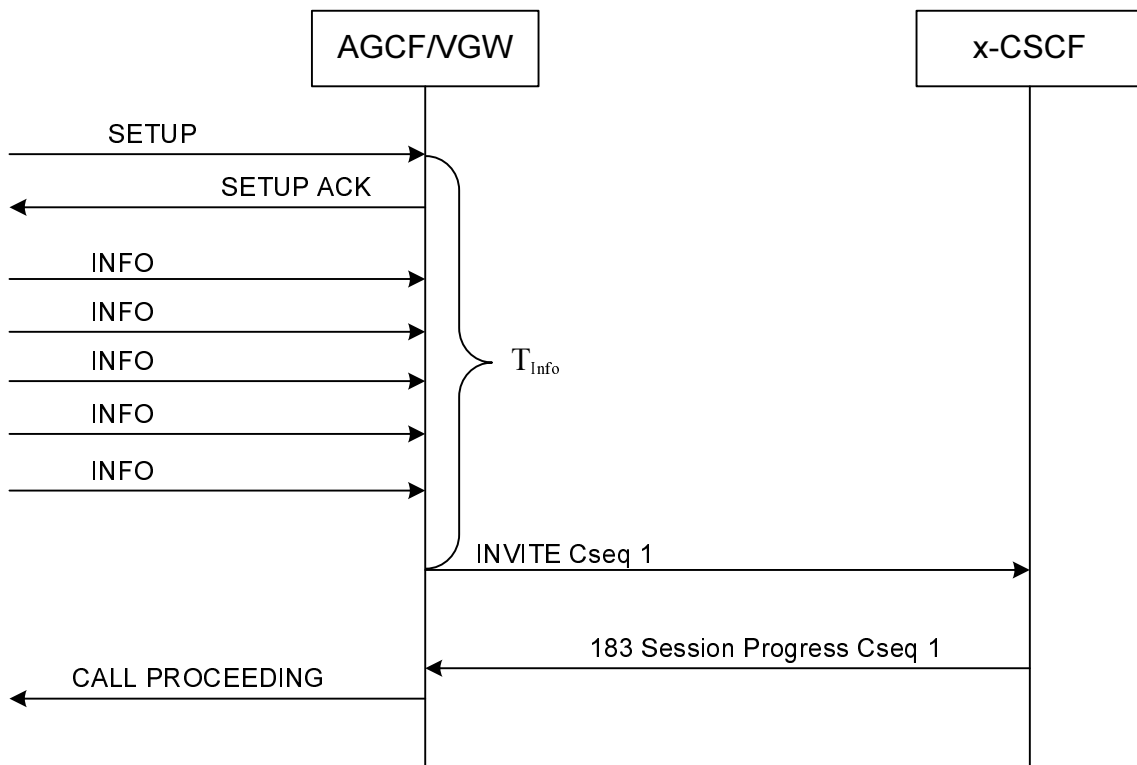 AGCF/VGW
x-CSCF
SETUP
SETUP ACK
INFO
INFO
INFO
T_Info
INFO
INFO
INVITE Cseq 1
183 Session Progress Cseq 1
CALL PROCEEDING